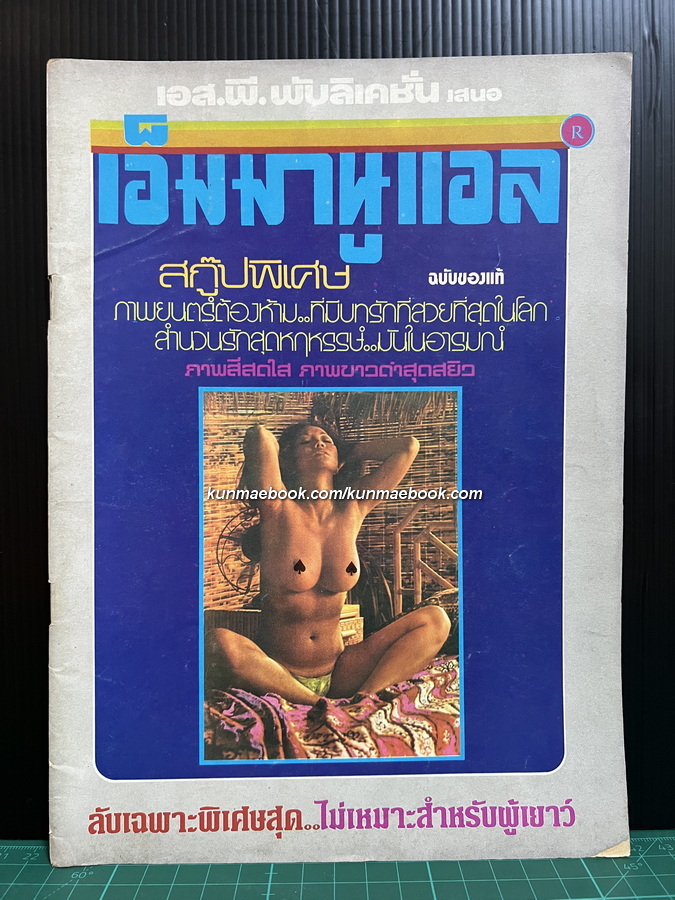 เอส.พี.พับลิเคชั่น เสนอ
R
เอ็มมานูแอล
สกู๊ปพิเศษ ฉบับของแท้
ภาพยนตร์ต้องห้าม..ที่มีบทรักที่สวยที่สุดในโลก
สำนวนรักสุดหฤหรรษ์..มันในอารมณ์
ภาพสีสดใส ภาพขาวดำสุดสยิว
kunmaebook.com/kunmaebook.com
ลับเฉพาะพิเศษสุด..ไม่เหมาะสำหรับผู้เยาว์